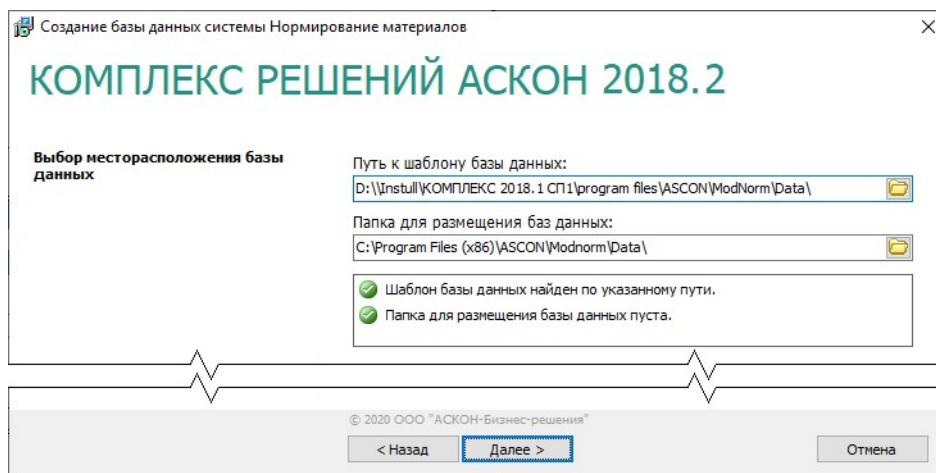 Создание базы данных системы Нормирование материалов
КОМПЛЕКС РЕШЕНИЙ АСКОН 2018.2
Выбор месторасположения базы
данных
Путь к шаблону базы данных:
D:\\Instull\КОМПЛЕКС 2018.1 СП1\program files\ASCON\ModNorm\Data\
Папка для размещения баз данных:
C:\Program Files (x86)\ASCON\Modnorm\Data\
Шаблон базы данных найден по указанному пути.
Папка для размещения базы данных пуста.
© 2020 ООО "АСКОН-Бизнес-решения"
< Назад
Далее >
Отмена